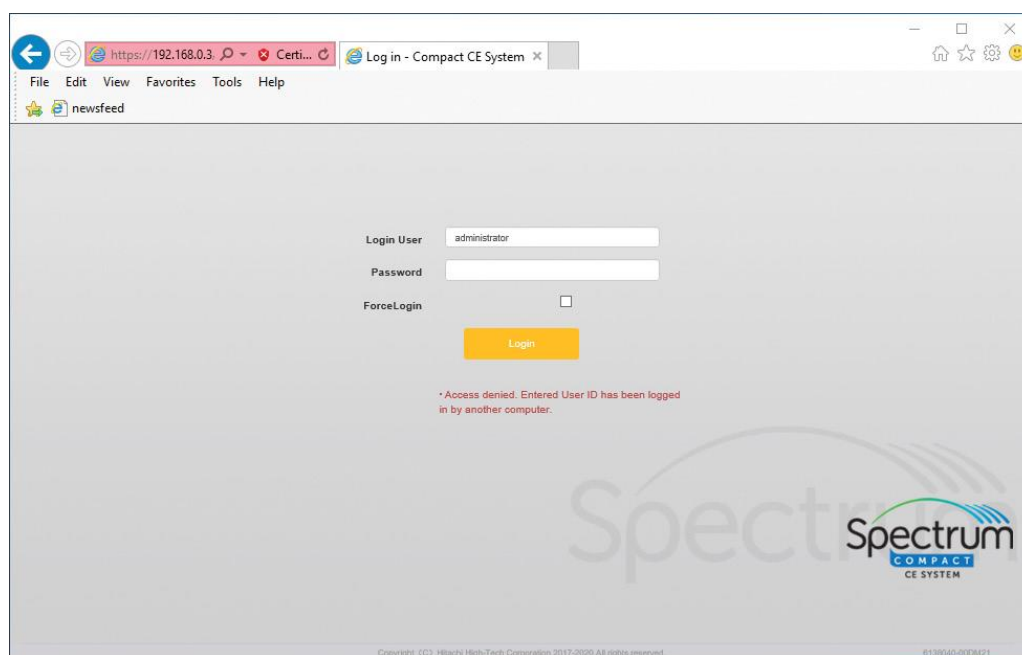 https://192.168.0.3, Certi... Log in - Compact CE System
File Edit View Favorites Tools Help
newsfeed
Login User administrator
Password
ForceLogin
Login
• Access denied. Entered User ID has been logged
in by another computer.
Spectrum
Spectrum
COMPACT
CE SYSTEM
Copyright (C) Hitachi High-Tech Corporation 2017-2020 All rights reserved. 6138040-00DM21